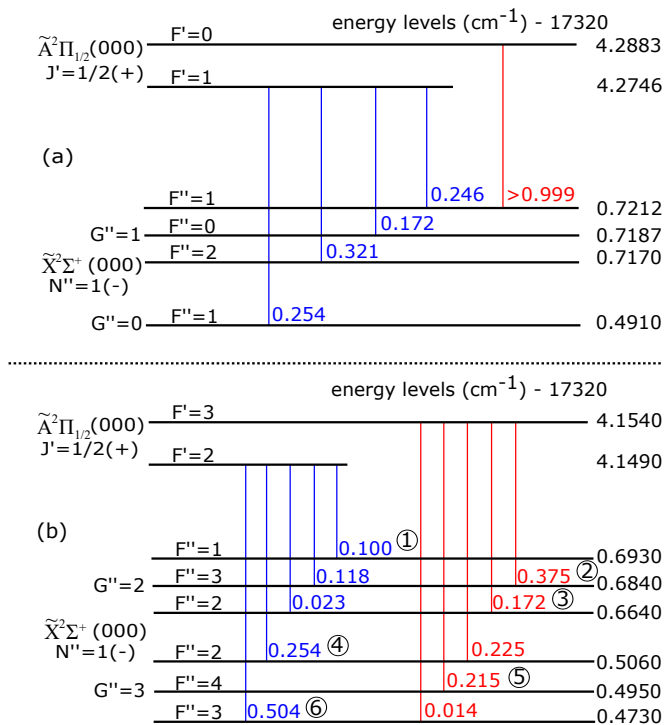 energy levels (cm⁻¹) - 17320
F'=0
4.2883
Ã²Π₁/₂(000)
J'=1/2(+)
F'=1
4.2746
(a)
F''=1
0.246
>0.999
0.7212
G''=1
F''=0
0.172
0.7187
F''=2
0.321
0.7170
X̃²Σ⁺ (000)
N''=1(-)
G''=0
F''=1
0.254
0.4910
energy levels (cm⁻¹) - 17320
F'=3
4.1540
Ã²Π₁/₂(000)
J'=1/2(+)
F'=2
4.1490
(b)
F''=1
0.100 ①
0.6930
G''=2
F''=3
0.118
0.375 ②
0.6840
F''=2
0.023
0.172 ③
0.6640
X̃²Σ⁺ (000)
N''=1(-)
F''=2
0.254 ④
0.225
0.5060
G''=3
F''=4
0.215 ⑤
0.4950
F''=3
0.504 ⑥
0.014
0.4730